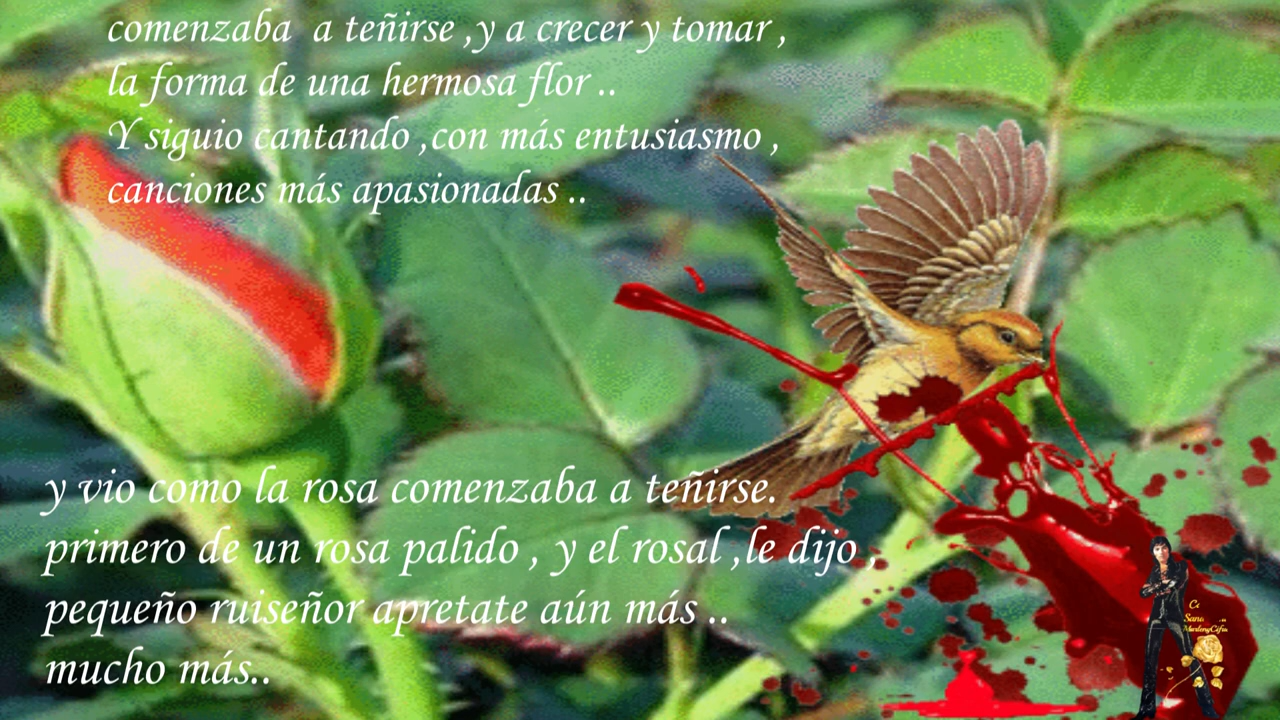 comenzaba a teñirse ,y a crecer y tomar ,
la forma de una hermosa flor ..
Y siguio cantando ,con más entusiasmo ,
canciones más apasionadas ..
y vio como la rosa comenzaba a teñirse.
primero de un rosa palido , y el rosal ,le dijo ,
pequeño ruiseñor apretate aún más ..
mucho más..